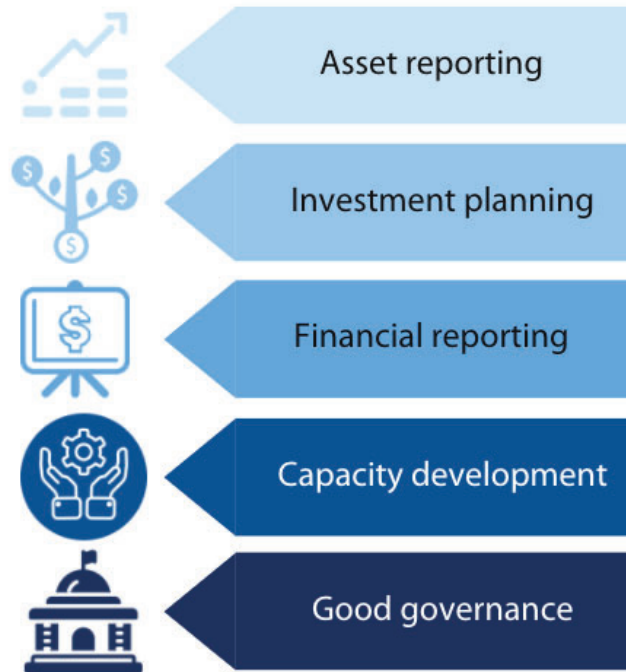 Asset reporting
$
$
$
$
Investment planning
$
Financial reporting
Capacity development
Good governance